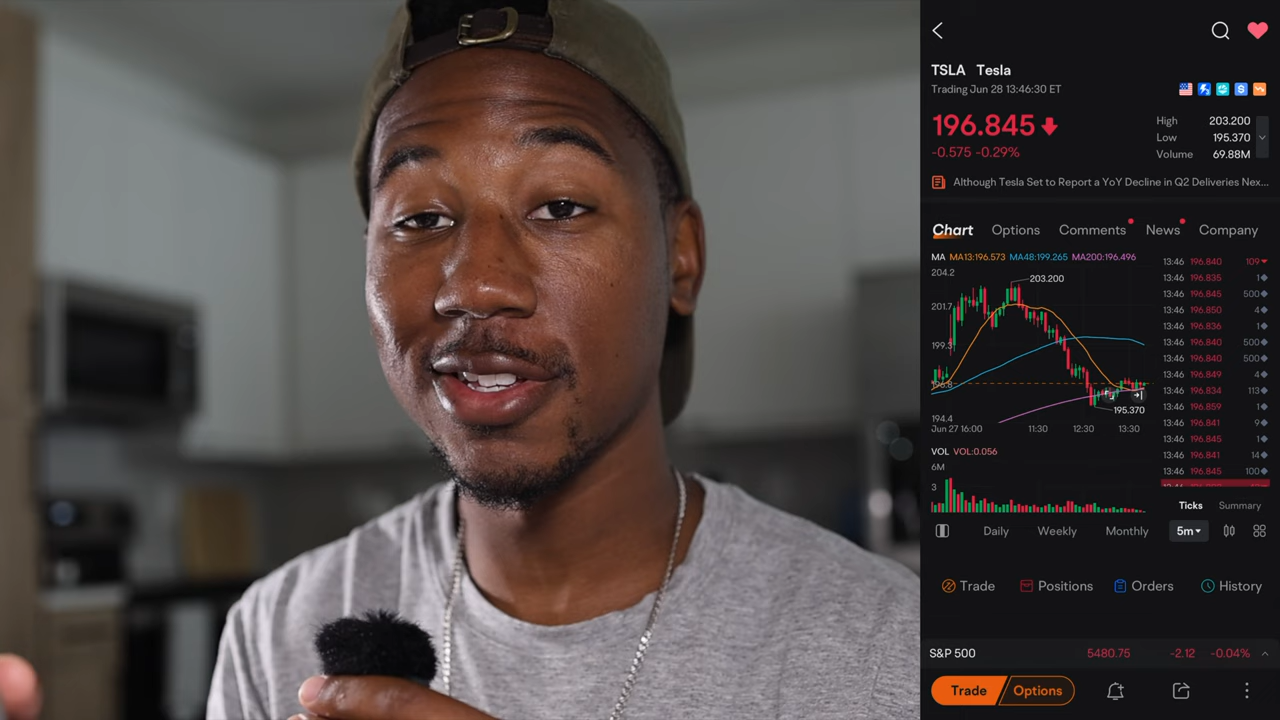 TSLA Tesla
Trading Jun 28 13:46:30 ET
196.845
-0.575 -0.29%
High 203.200
Low 195.370
Volume 69.88M
Although Tesla Set to Report a YoY Decline in Q2 Deliveries Nex...
Chart Options Comments News Company
MA MA13:196.573 MA48:199.265 MA200:196.496
204.2
203.200
201.7
199.3
194.4
195.370
Jun 27 16:00 11:30 12:30 13:30
VOL VOL:0.056
6M
3
13:46 196.840 109
13:46 196.835 1
13:46 196.845 500
13:46 196.850 4
13:46 196.836 1
13:46 196.840 500
13:46 196.840 500
13:46 196.849 4
13:46 196.834 113
13:46 196.859 1
13:46 196.841 9
13:46 196.845 1
13:46 196.841 14
13:46 196.845 100
Ticks Summary
Daily Weekly Monthly 5m
Trade Positions Orders History
S&P 500 5480.75 -2.12 -0.04%
Trade Options